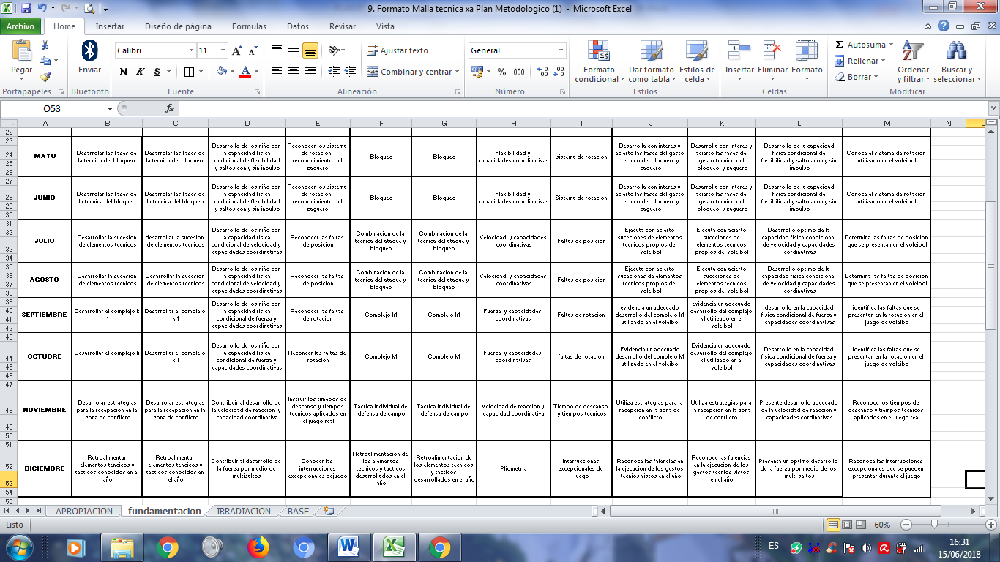 9. Formato Malla tecnica xa Plan Metodologico (1) - Microsoft Excel
Archivo Home Insertar Diseño de página Fórmulas Datos Revisar Vista
Pegar
Portapapeles
Enviar
Bluetooth
Calibri 11
N K S
Fuente
Ajustar texto
Combinar y centrar
Alineación
General
% 000
Número
Formato condicional
Dar formato como tabla
Estilos de celda
Estilos
Insertar Eliminar Formato
Celdas
Autosuma
Rellenar
Borrar
Ordenar y filtrar
Buscar y seleccionar
Modificar
O53 fx
A B C D E F G H I J K L M N
22
23
24
25
26
MAYO
Desarrolar las fases de
la tecnica del bloqueo.
Desarolar las fases de
la tecnica del bloqueo.
Desarrollo de los niño con
la capacidad fisica
condicional de flexibilidad
y saltos con y sin inpulso
Reconocer los sistema
de rotacion,
reconocimiento del
zaguero
Bloqueo
Bloqueo
Flexibilidad y
capacidades coordinativas
sistema de rotacion
Desarrolla con interes y
acierto las fases del gesto
tecnico del bloqueo y
zaguero
Desarrolla con interes y
acierto las fases del
gesto tecnico del
bloqueo y zaguero
Desarrollo de la capacidad
fisica condicional de
flexibilidad y saltos con y sin
impulso
Conoce el sistema de rotacion
utilizado en el voleibol
27
28
29
30
JUNIO
Desarrolar las fases de
la tecnica del bloqueo
Desarrolar las fases de
la tecnica del bloqueo
Desarrollo de los niño con
la capacidad fisica
condicional de flexibilidad
y saltos con y sin inpulso
Reconocer los sistema
de rotacion,
reconocimiento del
zaguero
Bloqueo
Bloqueo
Flexibilidad y
capacidades coordinativas
Sistema de rotacion
Desarrolla con interes y
acierto las fases del gesto
tecnico del bloqueo y
zaguero
Desarrolla con interes y
acierto las fases del
gesto tecnico del
bloqueo y zaguero
Desarrollo de la capacidad
fisica condicional de
flexibilidad y saltos con y sin
impulso
Conoce el sistema de rotacion
utilizado en el voleibol
31
32
33
34
JULIO
Desarrollar la sucesion
de elementos tecnicos
desarrollar la sucesion
de elementos tecnicos
Desarrollo de los niño con
la capacidad fisica
condicional de velocidad y
capacidades coordinativas
Reconocer las faltas
de posicion
Combinacion de la
tecnica del ataque y
bloqueo
Combinacion de la
tecnica del ataque y
bloqueo
Velocidad y capacidades
coordinativas
Faltas de posicion
Ejecuta con acierto
suceciones de elementos
tecnicos propios del
voleibol
Ejecuta con acierto
suceciones de
elementos tecnicos
propios del voleibol
Desarrollo optimo de la
capacidad fisica condicional
de velocidad y capacidades
cordinativas
Determina las faltas de posicion
que se presentan en el voleibol
35
36
37
38
AGOSTO
Desarrollar la sucesion
de elementos tecnicos
Desarrollar la sucesion
de elementos tecnicos
Desarrollo de los niño con
la capacidad fisica
condicional de velocidad y
capacidades coordinativas
Reconocer las faltas
de posicion
Combinacion de la
tecnica del ataque y
bloqueo
Combinacion de la
tecnica del ataque y
bloqueo
Velocidad y capacidades
coordinativas
Faltas de posicion
Ejecuta con acierto
suceciones de elementos
tecnicos propios del
voleibol
Ejecuta con acierto
suceciones de
elementos tecnicos
propios del voleibol
Desarrollo optimo de la
capacidad fisica condicional
de velocidad y capacidades
cordinativas
Determina las faltas de posicion
que se presentan en el voleibol
39
40
41
42
SEPTIEMBRE
Desarrollar el complejo k
1
Desarrollar el complejo
k 1
Desarrollo de los niño con
la capacidad fisica
condicional de fuerza y
capacidades coordinativas
Reconocer las faltas
de rotacion
Complejo k1
Complejo k1
Fuerza y capacidades
coordinativas
Faltas de rotacion
evidencia un adecuado
desarrollo del complejo k1
utilizado en el voleibol
evidencia un adecuado
desarrollo del complejo
k1 utilizado en el
voleibol
desarrollo en la capacidad
fisica condicional de fuerza y
capacidades coordinativas
identifica las faltas que se
presentan en la rotacion en el
juego de voleibo
43
44
45
46
OCTUBRE
Desarrollar el complejo k
1
Desarrollar el complejo
k 1
Desarrollo de los niño con
la capacidad fisica
condicional de fuerza y
capacidades coordinativas
Reconcer las faltas de
rotacion
Complejo k1
Complejo k1
Fuerza y capacidades
coordinativas
faltas de rotacion
Evidencia un adecuado
desarrollo del complejo k1
utilizado en el voleibol
Evidencia un adecuado
desarrollo del complejo
k1 utilizado en el
voleibol
Desarrollo en la capacidad
fisica condicional de fuerza y
capacidades coordinativas
Identifica las faltas que se
presentan en la rotacion en el
juego de voleibo
47
48
49
50
NOVIEMBRE
Desarrolar estrategias
para la recepecion en la
zona de conflicto
Desarrolar estrategias
para la recepecion en la
zona de conflicto
Contribuir al desarrollo de
la velocidad de reaccion y
capacidad coordinativa
Instruir los timepos de
descanso y tiempos
tecnicos aplicados en
el juego real
Tactica individual de
defensa de campo
Tactica individual de
defensa de campo
Velocidad de reaccion y
capacidad coordinativa
Tiempo de descanso
y tiempos tecnicos
Utiliza estrategias para la
recepcion en la zona de
conflicto
Utiliza estrategias para
la recepcion en la zona
de conflicto
Presente desarrollo adecuado
de la velocidad de reaccion y
capacidades cordinativas
Reconoce los tiempos de
descanso y tiempos tecnicos
aplicados en el juego real
51
52
53
54
55
DICIEMBRE
Retroalimentar
elementos tencicos y
tacticos conocidos en el
año
Retroalimentar
elementos tencicos y
tacticos conocidos en
el año
Contribuir al desarrollo de
la fuerza por medio de
multisaltos
Conocer las
interrucciones
excepcionales dejuego
Retroalimentacion de
los elementos
tecnicos y tacticos
desarrollados en el
año
Retroalimentacion de
los elementos tecnicos
y tacticos
desarrollados en el año
Pliometria
Interrucciones
excepcionales de
juego
Reconoce las falencias en
la ejecucion de los gestos
tecnicos vistos en el año
Reconoce las falencias
en la ejecucion de los
gestos tecnios vistos
en el año
Presenta un optimo desarrollo
de la fuerza por medio de los
multi saltos
Reconoce las interrupciones
excepcionales que se pueden
presentar durante el juego
APROPIACION fundamentacion IRRADIACION BASE
Listo 60%
ES 16:31
15/06/2018